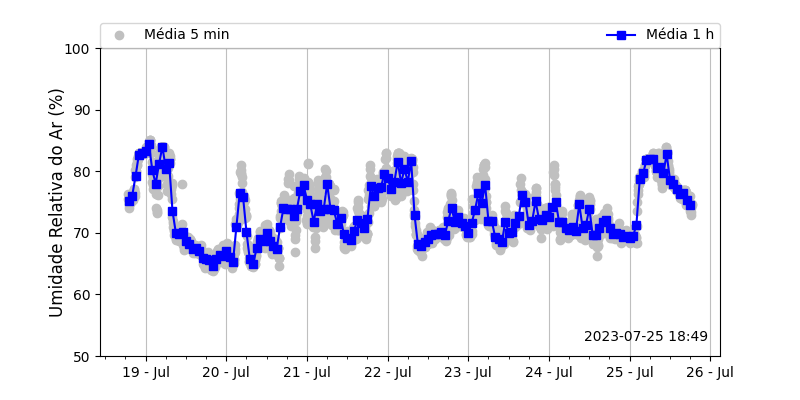 Média 5 min
Média 1 h
Umidade Relativa do Ar (%)
100
90
80
70
60
50
2023-07-25 18:49
19 - Jul
20 - Jul
21 - Jul
22 - Jul
23 - Jul
24 - Jul
25 - Jul
26 - Jul